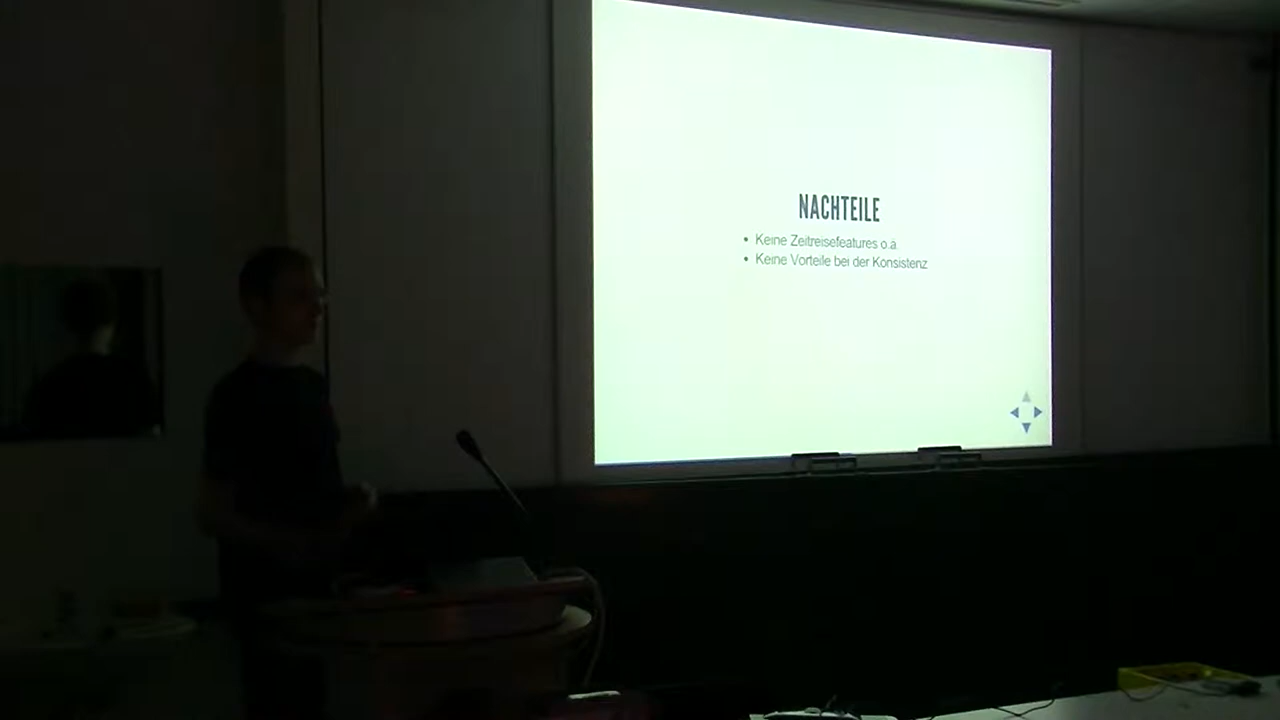 NACHTEILE
• Keine Zeitreisefeatures o.ä.
• Keine Vorteile bei der Konsistenz